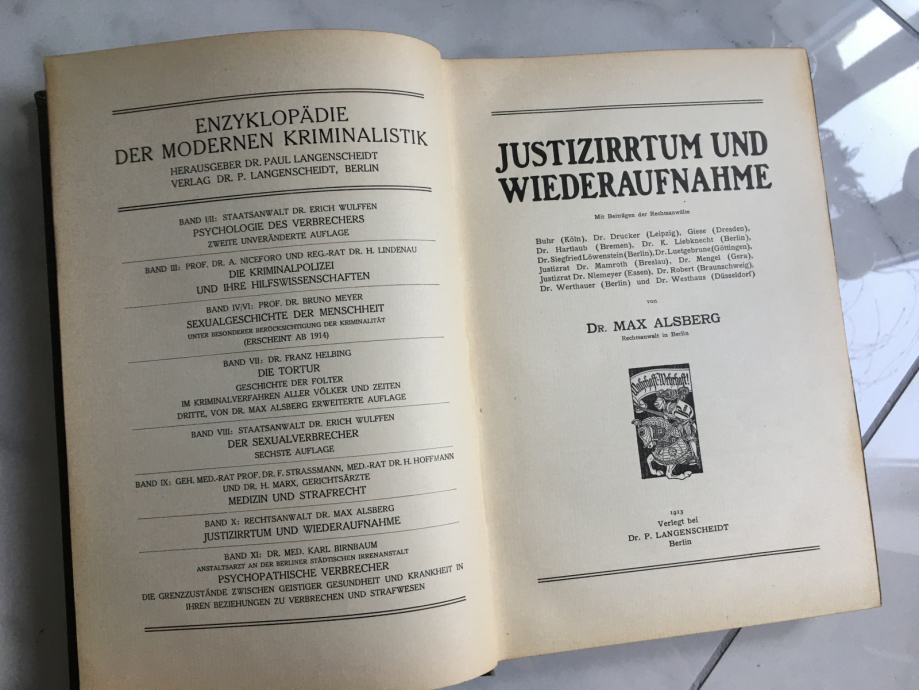 ENZYKLOPÄDIE
DER MODERNEN KRIMINALISTIK
HERAUSGEBER DR. PAUL LANGENSCHEIDT
VERLAG DR. P. LANGENSCHEIDT, BERLIN
BAND I/II: STAATSANWALT DR. ERICH WULFFEN
PSYCHOLOGIE DES VERBRECHERS
ZWEITE UNVERÄNDERTE AUFLAGE
BAND III: PROF. DR. A. NICEFORO UND REG.-RAT DR. H. LINDENAU
DIE KRIMINALPOLIZEI
UND IHRE HILFSWISSENSCHAFTEN
BAND IV/VI: PROF. DR. BRUNO MEYER
SEXUALGESCHICHTE DER MENSCHHEIT
UNTER BESONDERER BERÜCKSICHTIGUNG DER KRIMINALITÄT
(ERSCHEINT AB 1914)
BAND VII: DR. FRANZ HELBING
DIE TORTUR
GESCHICHTE DER FOLTER
IM KRIMINALVERFAHREN ALLER VÖLKER UND ZEITEN
DRITTE, VON DR. MAX ALSBERG ERWEITERTE AUFLAGE
BAND VIII: STAATSANWALT DR. ERICH WULFFEN
DER SEXUALVERBRECHER
SECHSTE AUFLAGE
BAND IX: GEH. MED.-RAT PROF. DR. F. STRASSMANN, MED.-RAT DR. H. HOFFMANN
UND DR. H. MARX, GERICHTSÄRZTE
MEDIZIN UND STRAFRECHT
BAND X: RECHTSANWALT DR. MAX ALSBERG
JUSTIZIRRTUM UND WIEDERAUFNAHME
BAND XI: DR. MED. KARL BIRNBAUM
ANSTALTSARZT AN DER BERLINER STÄDTISCHEN IRRENANSTALT
PSYCHOPATHISCHE VERBRECHER
DIE GRENZZUSTÄNDE ZWISCHEN GEISTIGER GESUNDHEIT UND KRANKHEIT IN
IHREN BEZIEHUNGEN ZU VERBRECHEN UND STRAFWESEN
JUSTIZIRRTUM UND
WIEDERAUFNAHME
Mit Beiträgen der Rechtsanwälte
Buhr (Köln), Dr. Drucker (Leipzig), Giese (Dresden),
Dr. Hartlaub (Bremen), Dr. K. Liebknecht (Berlin),
Dr. Siegfried Löwenstein (Berlin), Dr. Luetgebrune (Göttingen),
Justizrat Dr. Mamroth (Breslau), Dr. Mengel (Gera),
Justizrat Dr. Niemeyer (Essen), Dr. Robert (Braunschweig),
Dr. Werthauer (Berlin) und Dr. Westhaus (Düsseldorf)
von
DR. MAX ALSBERG
Rechtsanwalt in Berlin
Wahrhaft: Wehrhaft!
1913
Verlegt bei
Dr. P. LANGENSCHEIDT
Berlin